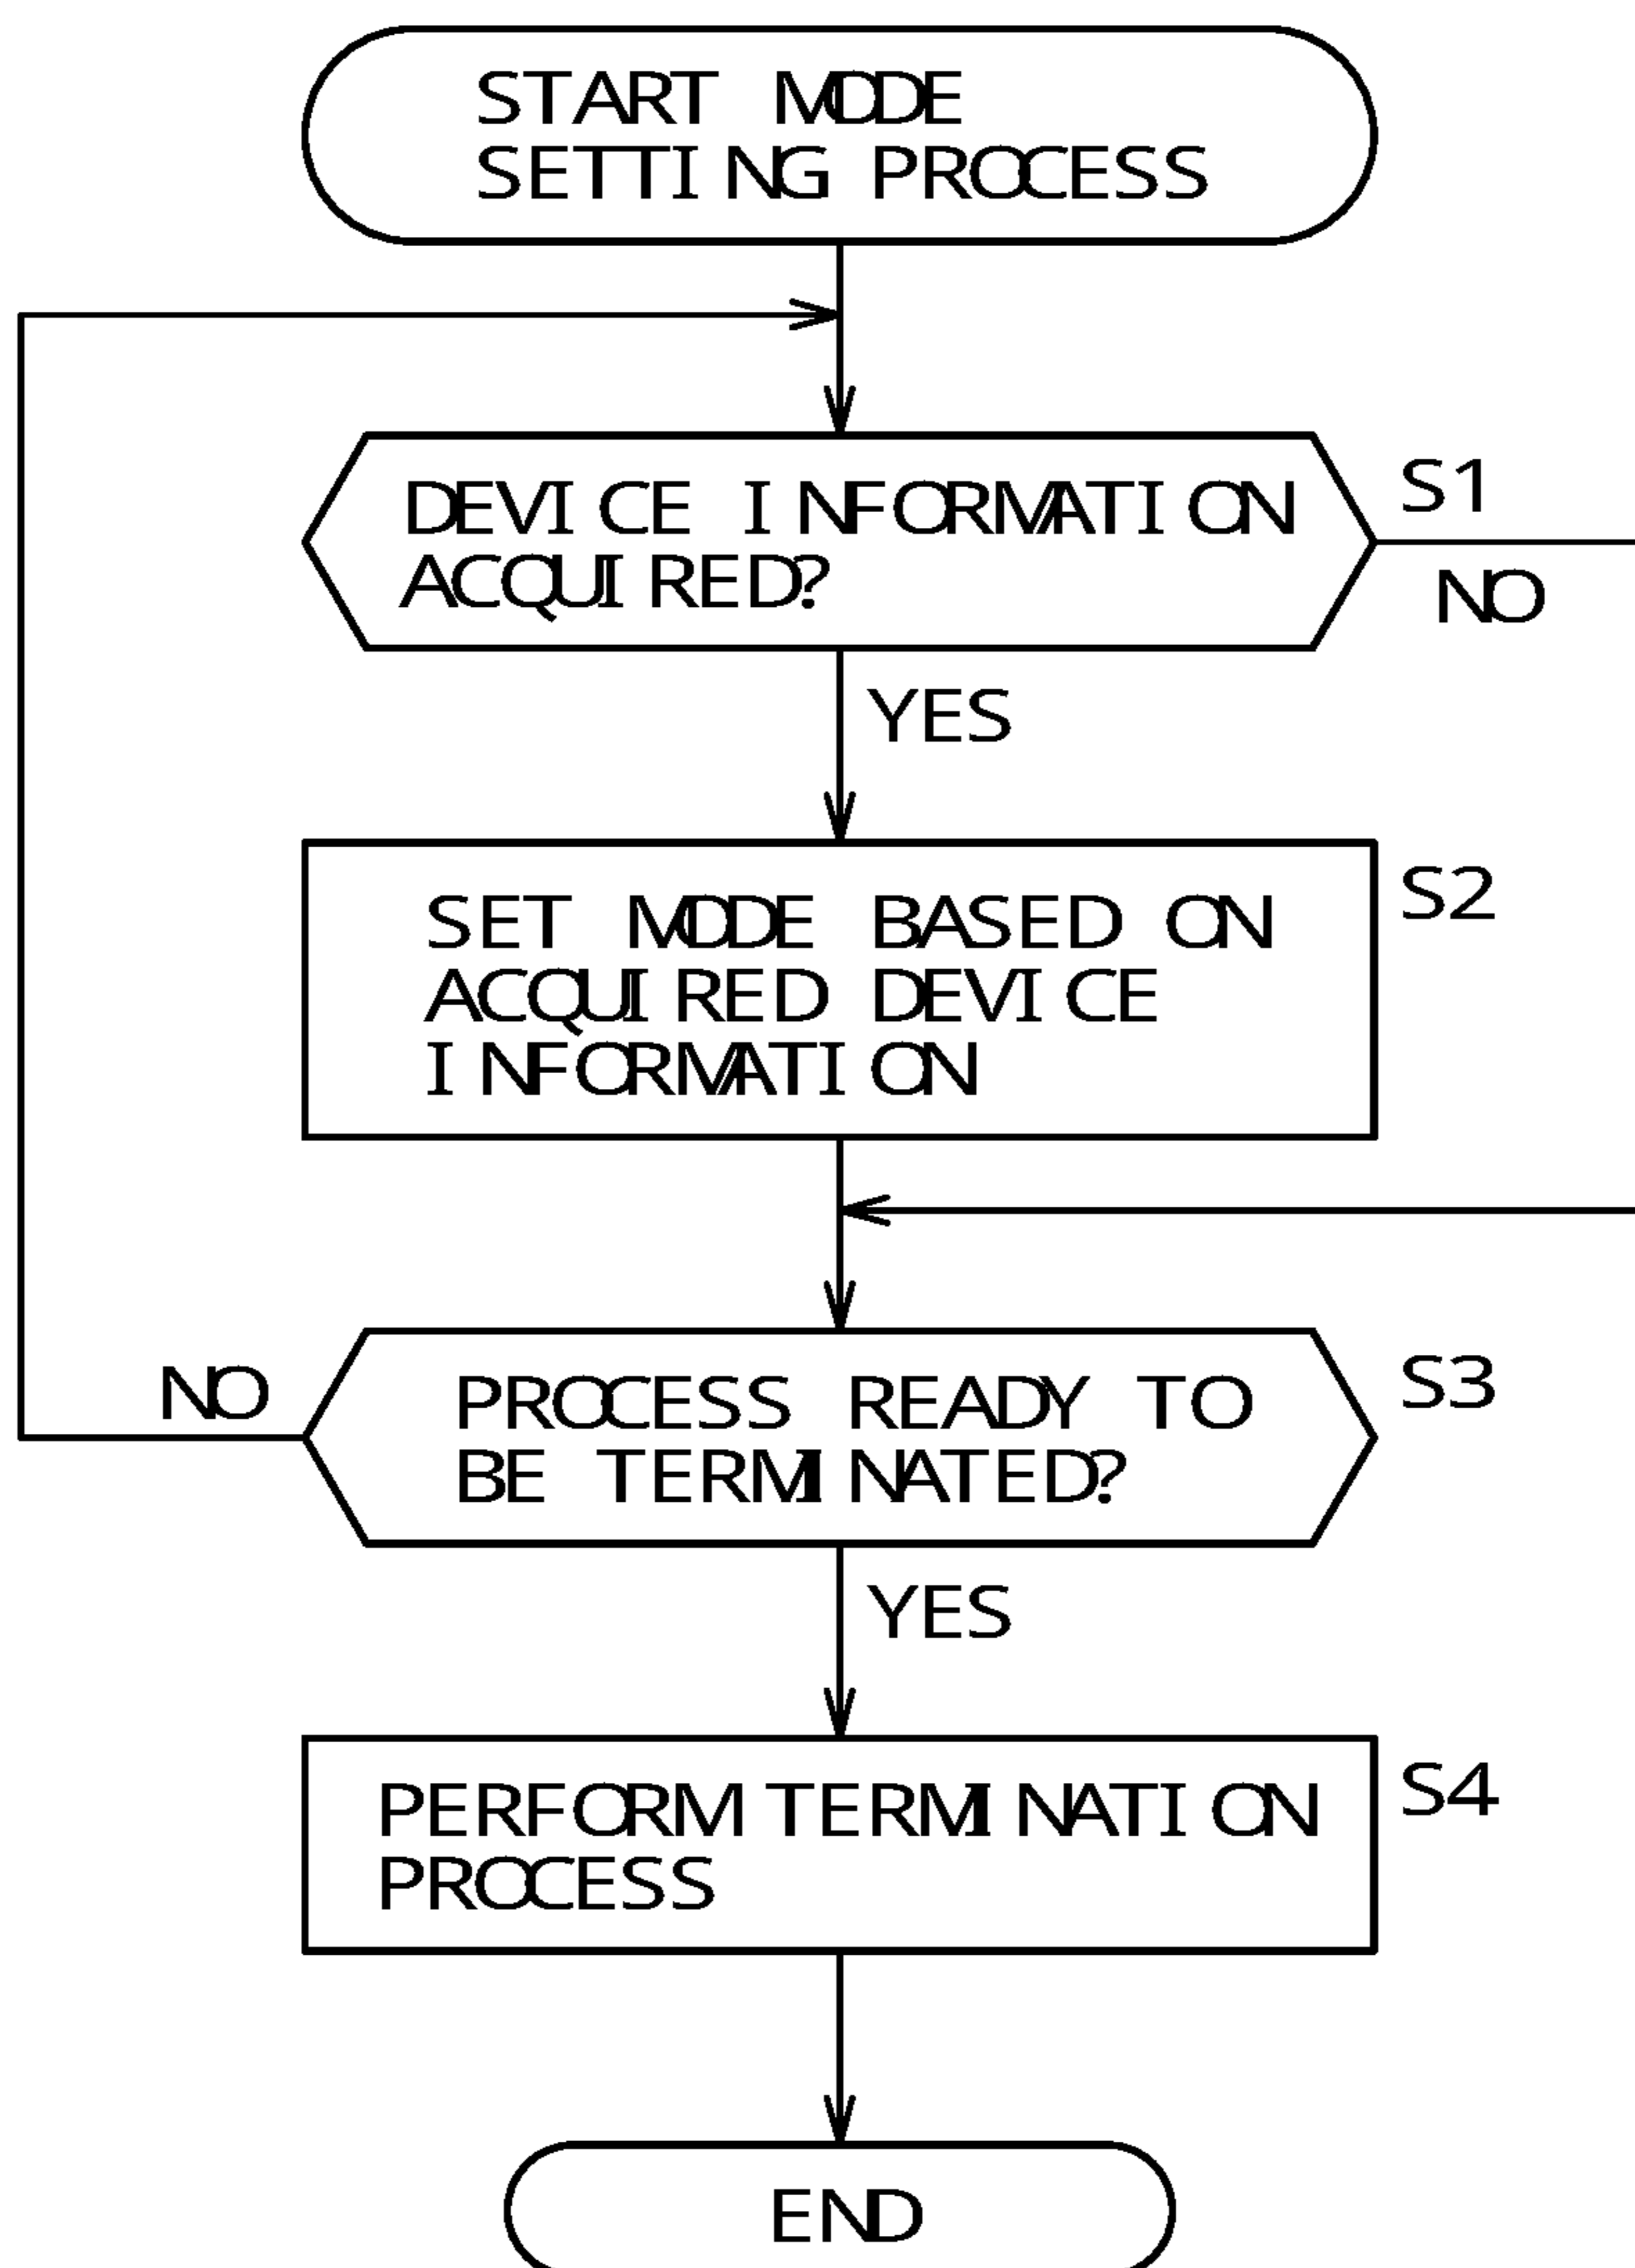 START MODE
SETTING PROCESS
DEVICE INFORMATION
ACQUIRED?
S1
NO
YES
SET MODE BASED ON
ACQUIRED DEVICE
INFORMATION
S2
NO
PROCESS READY TO
BE TERMINATED?
S3
YES
PERFORM TERMINATION
PROCESS
S4
END